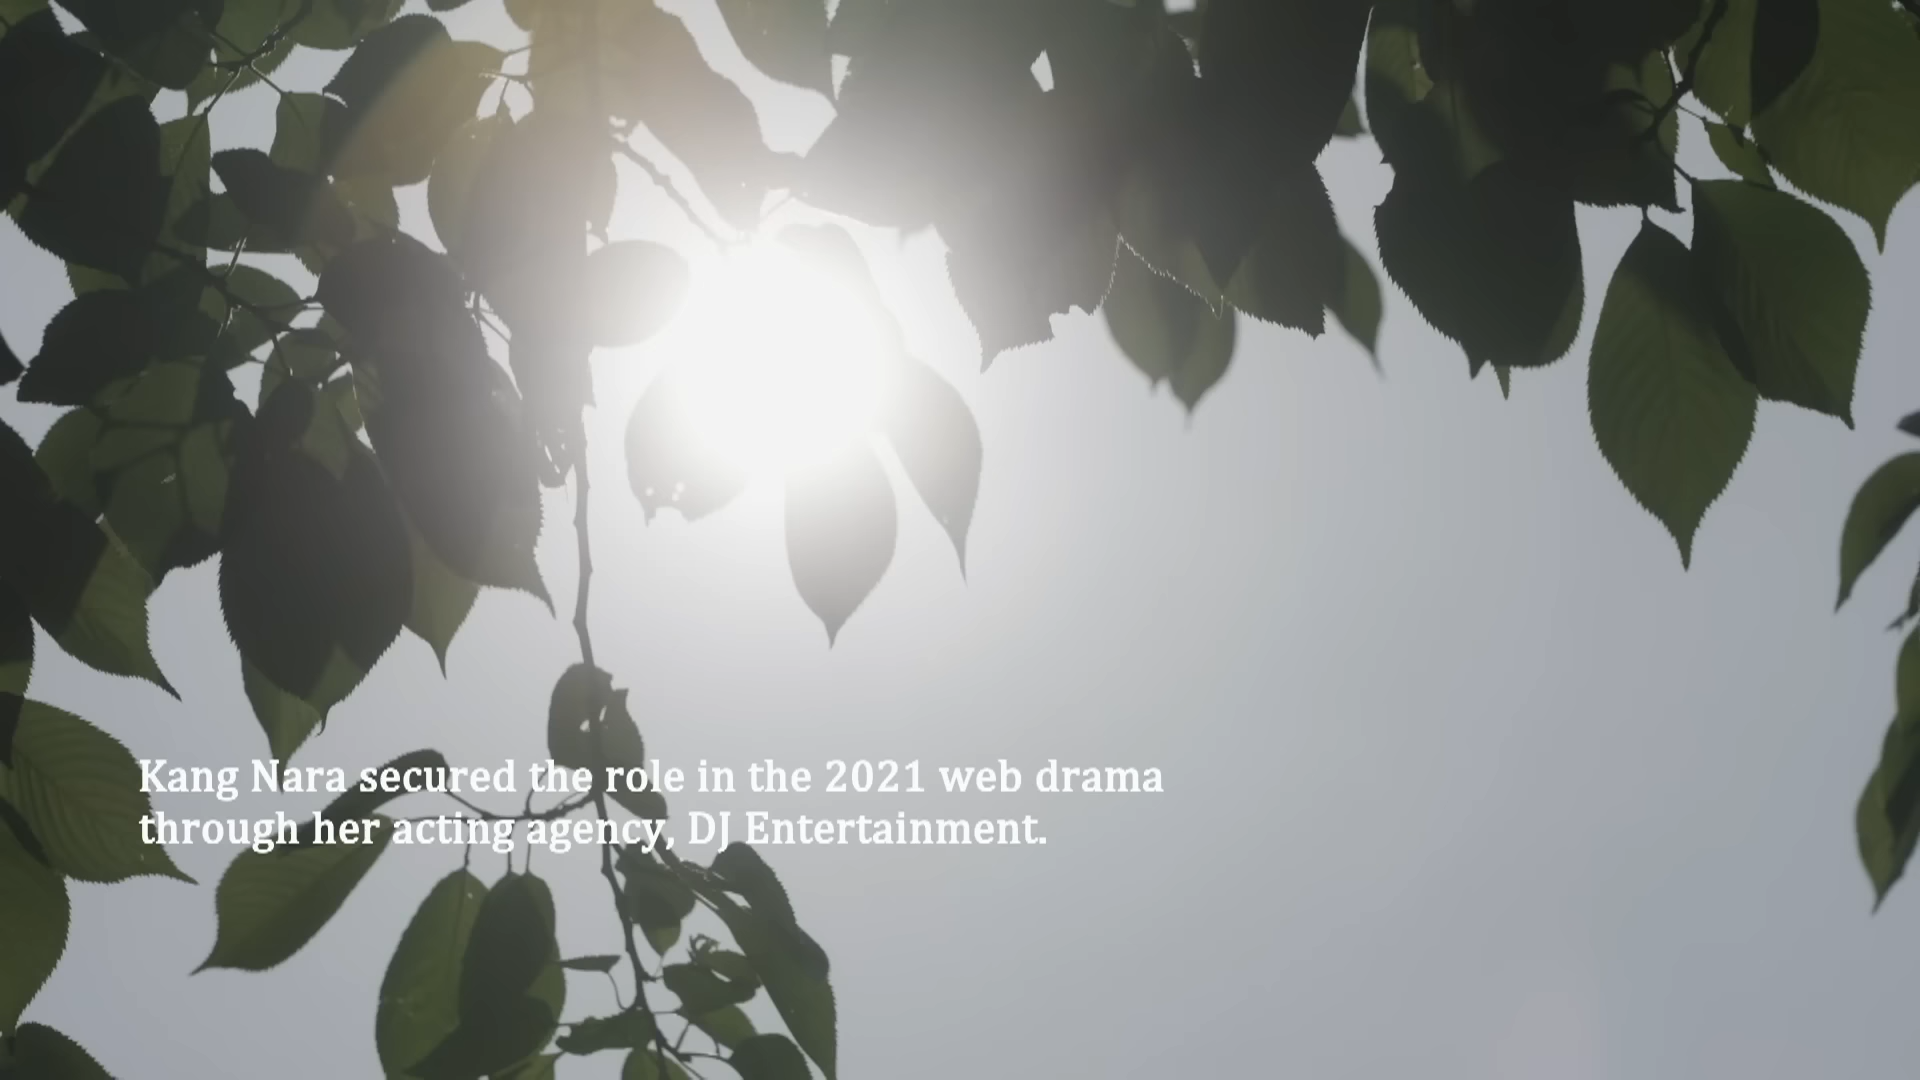 Kang Nara secured the role in the 2021 web drama
through her acting agency, DJ Entertainment.